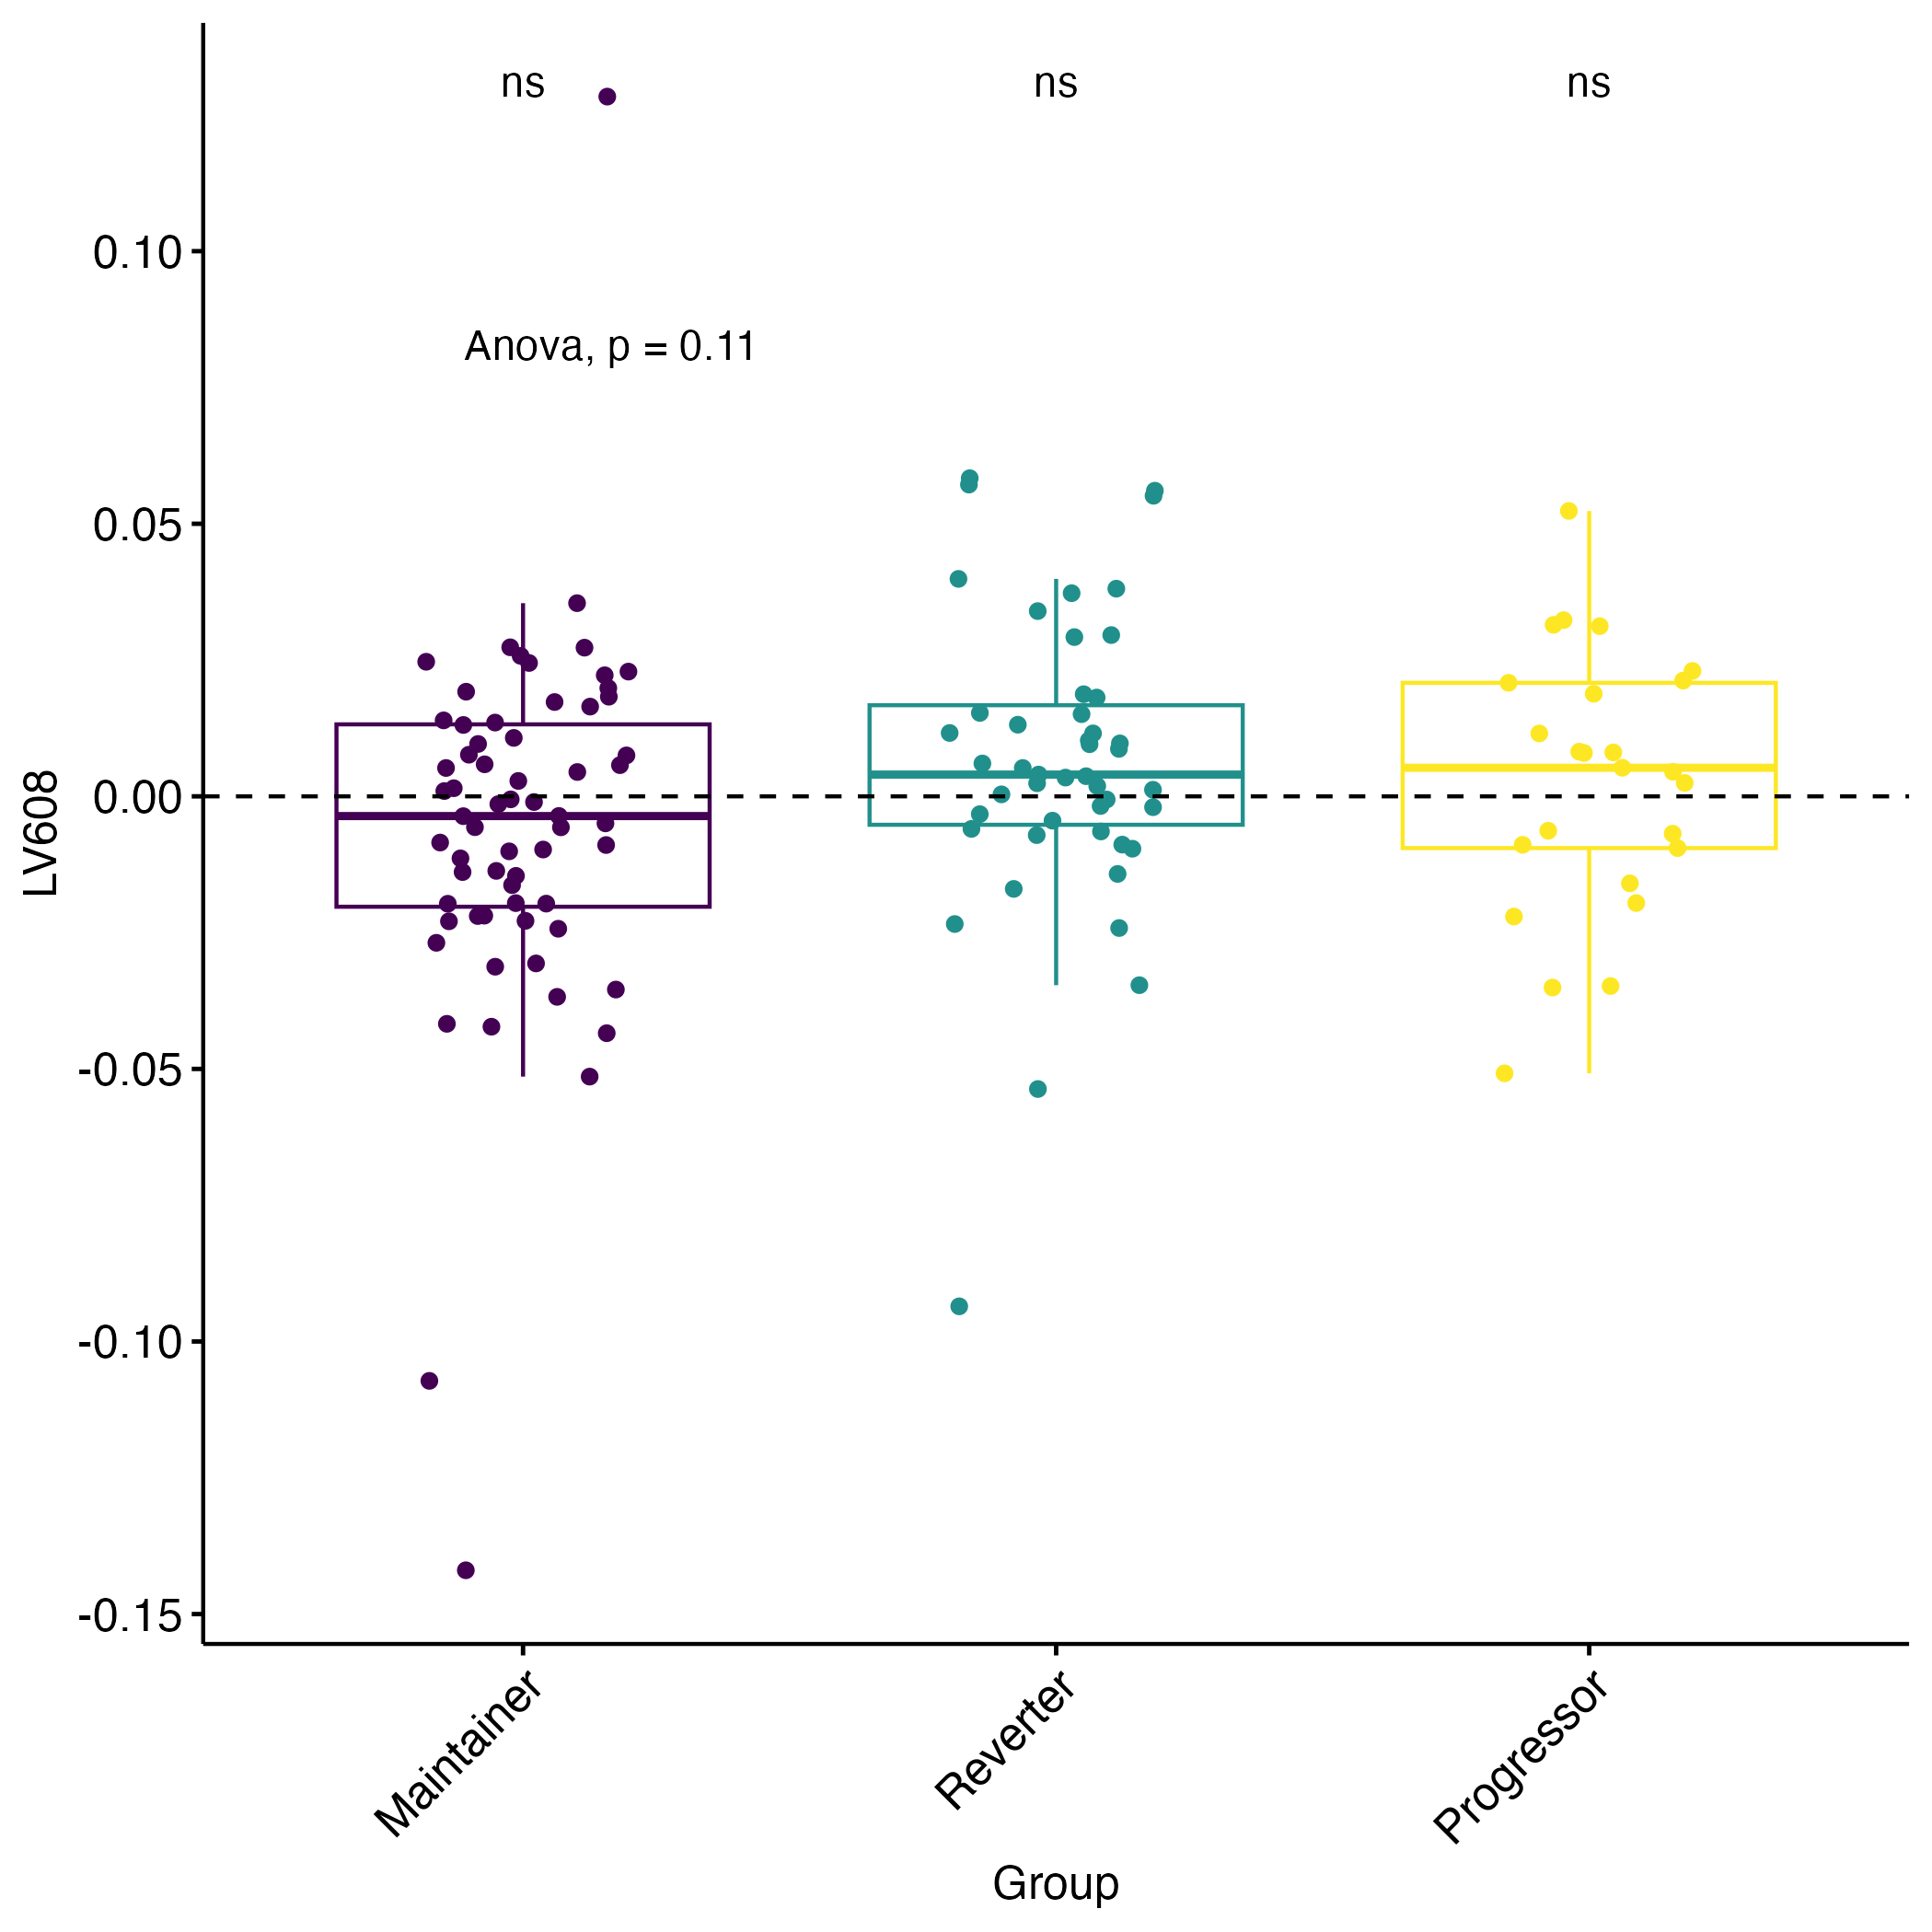 ns ns ns
0.10
Anova, p = 0.11
0.05
0.00
LV608
-0.05
-0.10
-0.15
Maintainer Reverter Progressor
Group